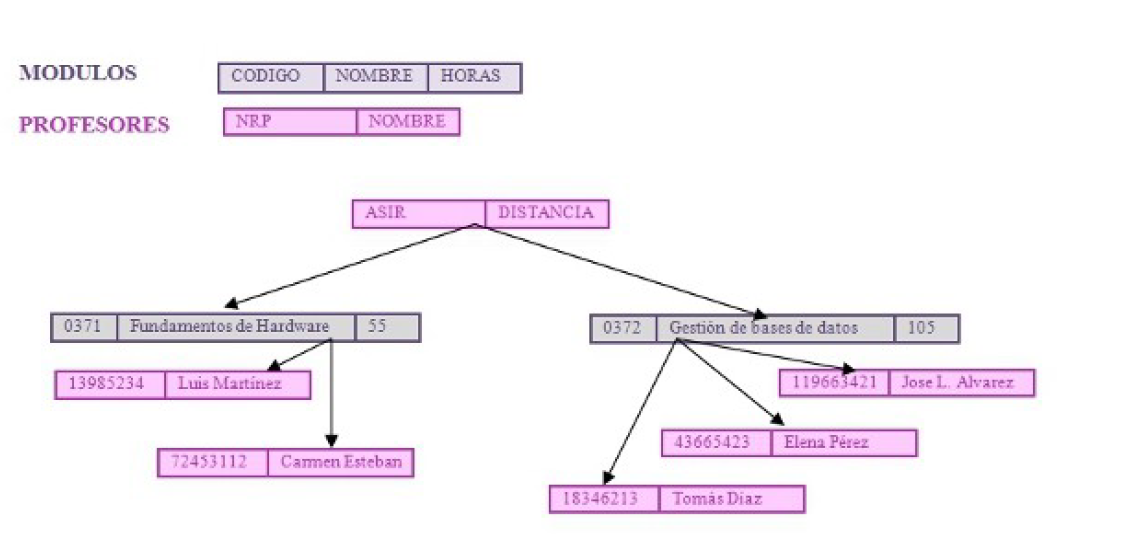 MODULOS CODIGO NOMBRE HORAS
PROFESORES NRP NOMBRE
ASIR DISTANCIA
0371 Fundamentos de Hardware 55
0372 Gestión de bases de datos 105
13985234 Luis Martínez
119663421 Jose L. Alvarez
43665423 Elena Pérez
72453112 Carmen Esteban
18346213 Tomás Díaz